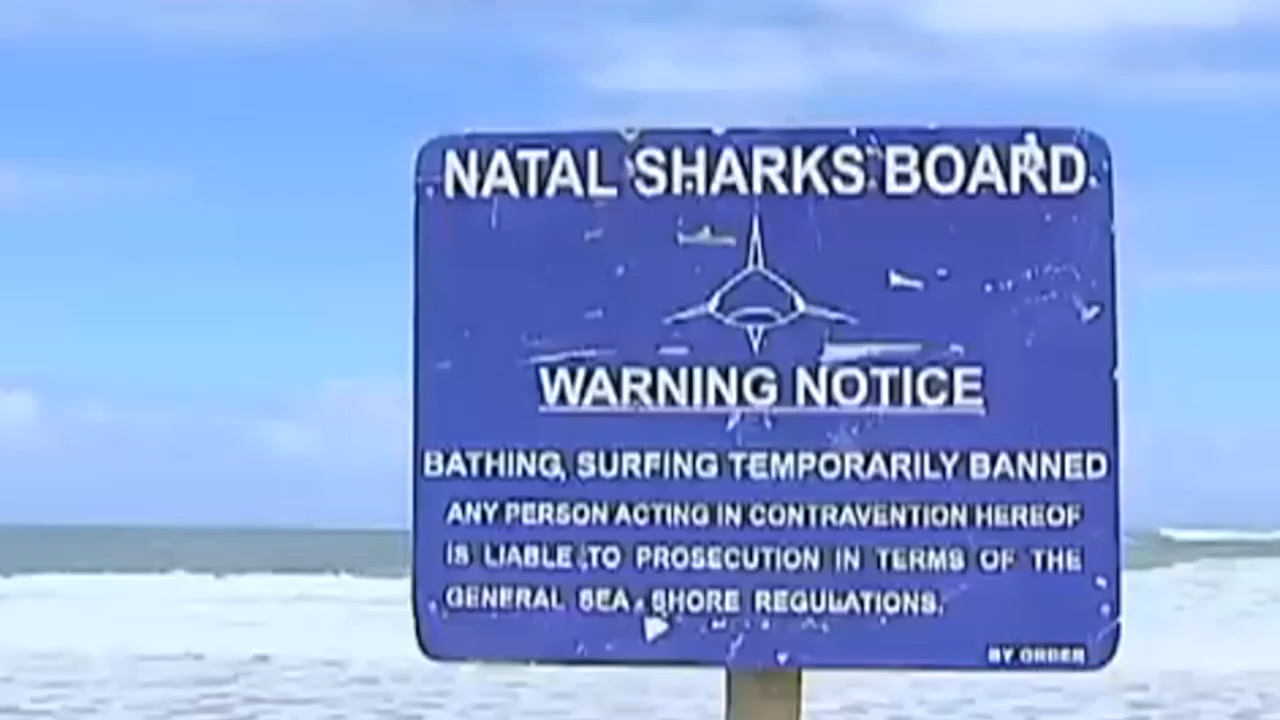 NATAL SHARKS BOARD
WARNING NOTICE
BATHING, SURFING TEMPORARILY BANNED
ANY PERSON ACTING IN CONTRAVENTION HEREOF
IS LIABLE TO PROSECUTION IN TERMS OF THE
GENERAL SEA SHORE REGULATIONS.
BY ORDER